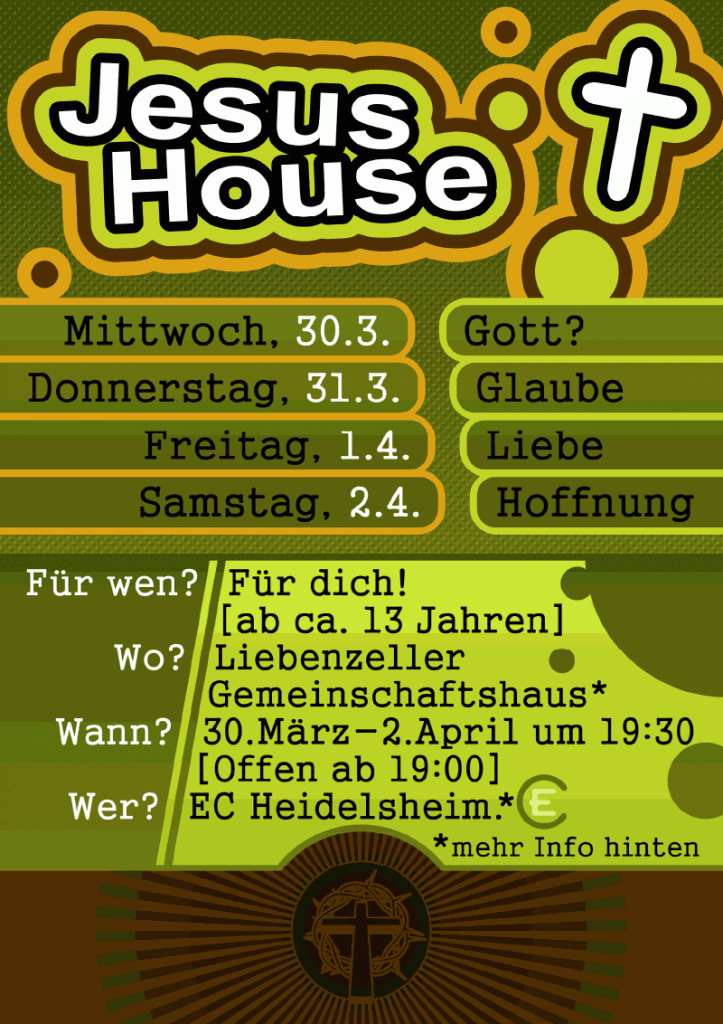 Jesus
House
Mittwoch, 30.3. Gott?
Donnerstag, 31.3. Glaube
Freitag, 1.4. Liebe
Samstag, 2.4. Hoffnung
Für wen? Für dich!
[ab ca. 13 Jahren]
Wo? Liebenzeller
Gemeinschaftshaus*
Wann? 30.März-2.April um 19:30
[Offen ab 19:00]
Wer? EC Heidelsheim.* EC
*mehr Info hinten